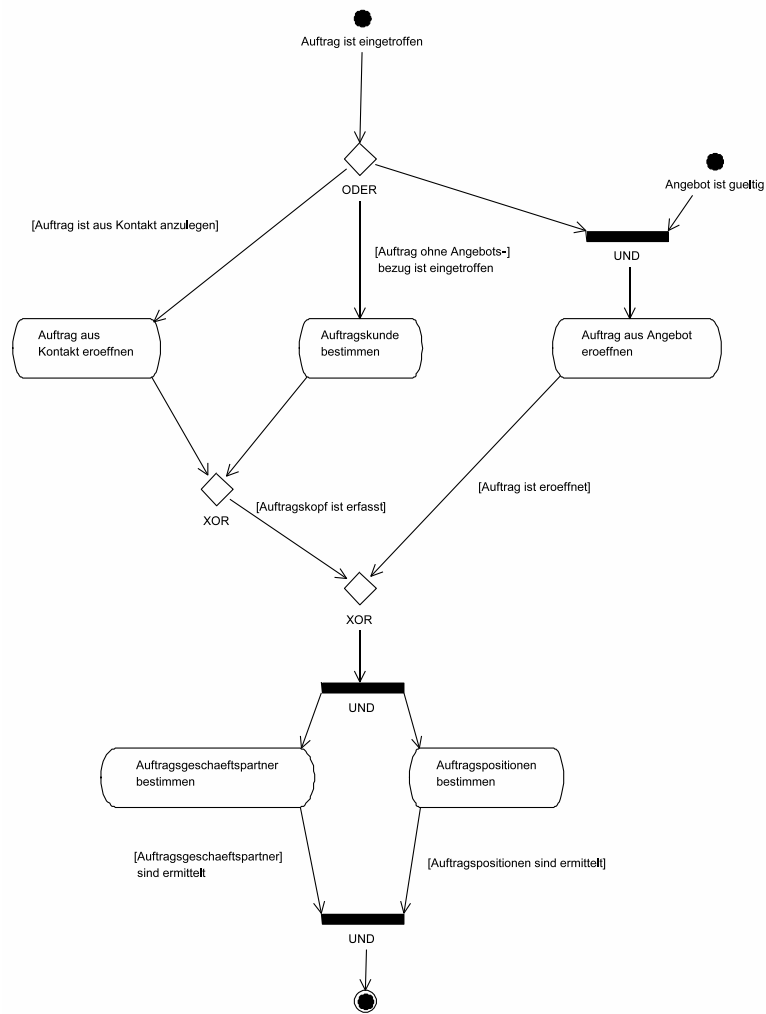 Auftrag ist eingetroffen
ODER
Angebot ist gueltig
[Auftrag ist aus Kontakt anzulegen]
[Auftrag ohne Angebots-]
bezug ist eingetroffen
UND
Auftrag aus
Kontakt eroeffnen
Auftragskunde
bestimmen
Auftrag aus Angebot
eroeffnen
[Auftrag ist eroeffnet]
[Auftragskopf ist erfasst]
XOR
XOR
UND
Auftragsgeschaeftspartner
bestimmen
Auftragspositionen
bestimmen
[Auftragsgeschaeftspartner]
sind ermittelt
[Auftragspositionen sind ermittelt]
UND